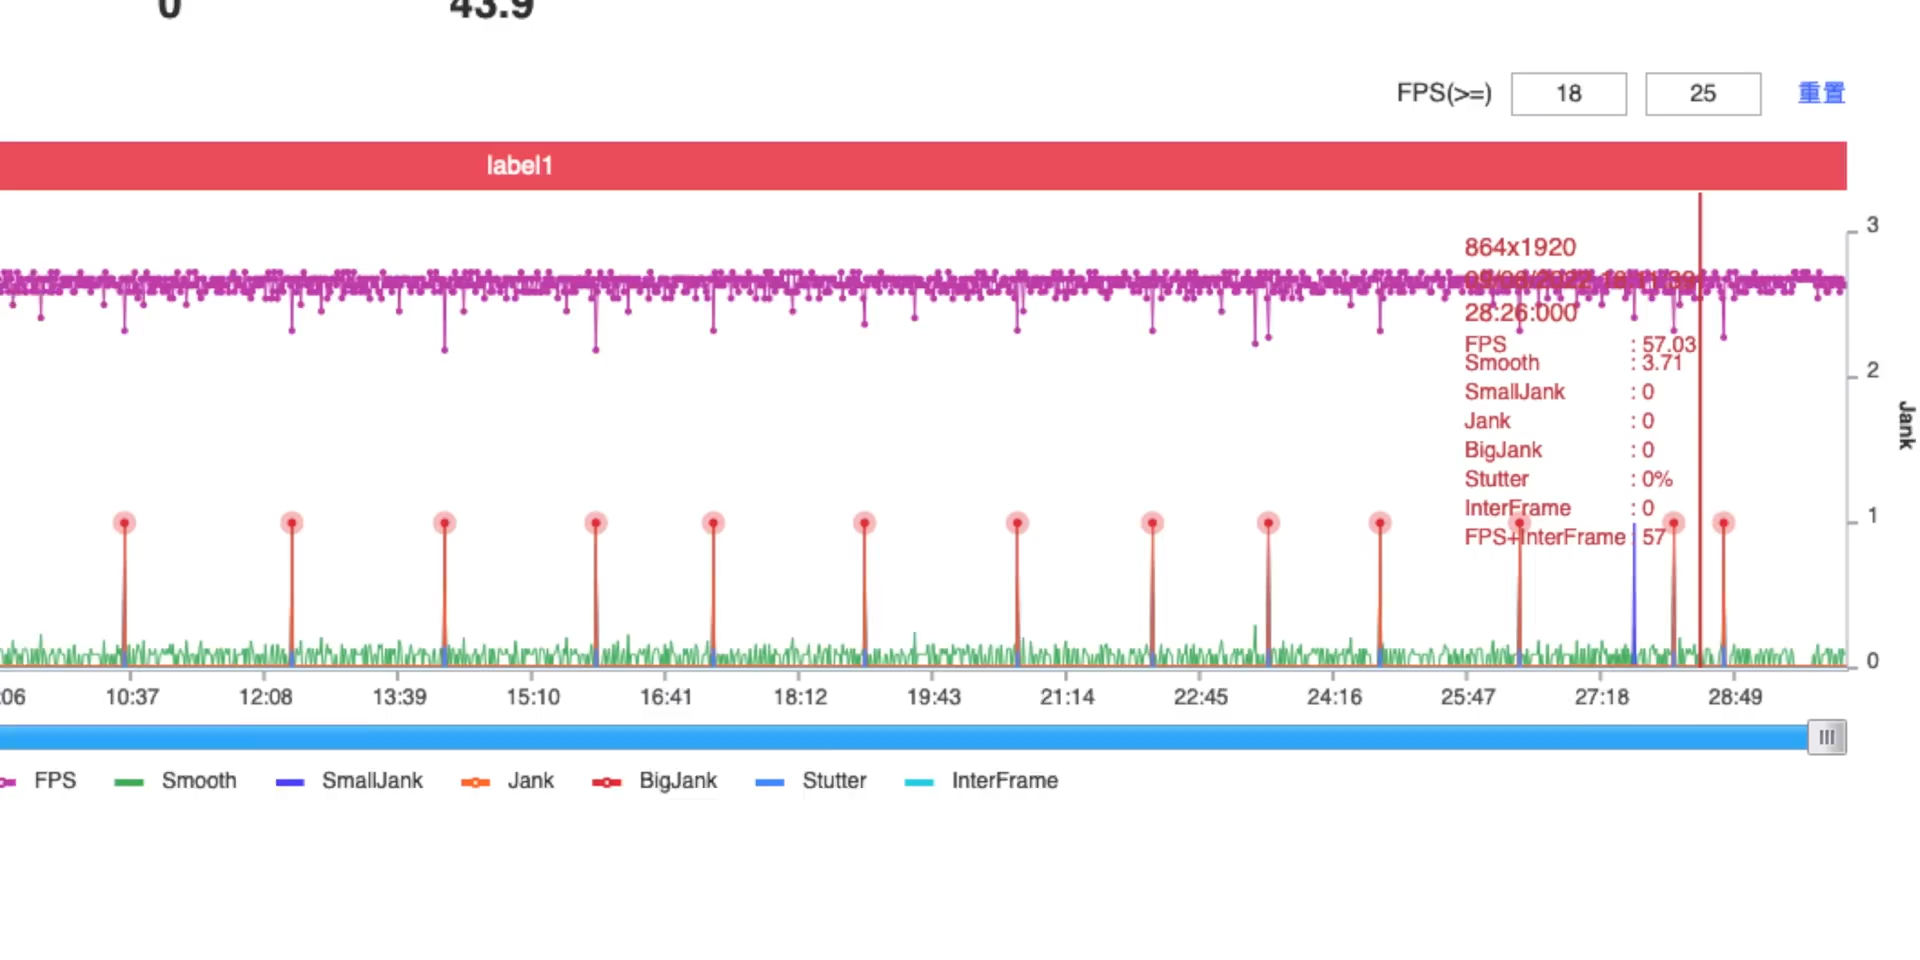 0 43.9
FPS(>=) 18 25 重置
label1
864x1920
28:26:000
FPS : 57.03
Smooth : 3.71
SmallJank : 0
Jank : 0
BigJank : 0
Stutter : 0%
InterFrame : 0
FPS+InterFrame : 57
3
2
1
0
Jank
:06 10:37 12:08 13:39 15:10 16:41 18:12 19:43 21:14 22:45 24:16 25:47 27:18 28:49
FPS Smooth SmallJank Jank BigJank Stutter InterFrame